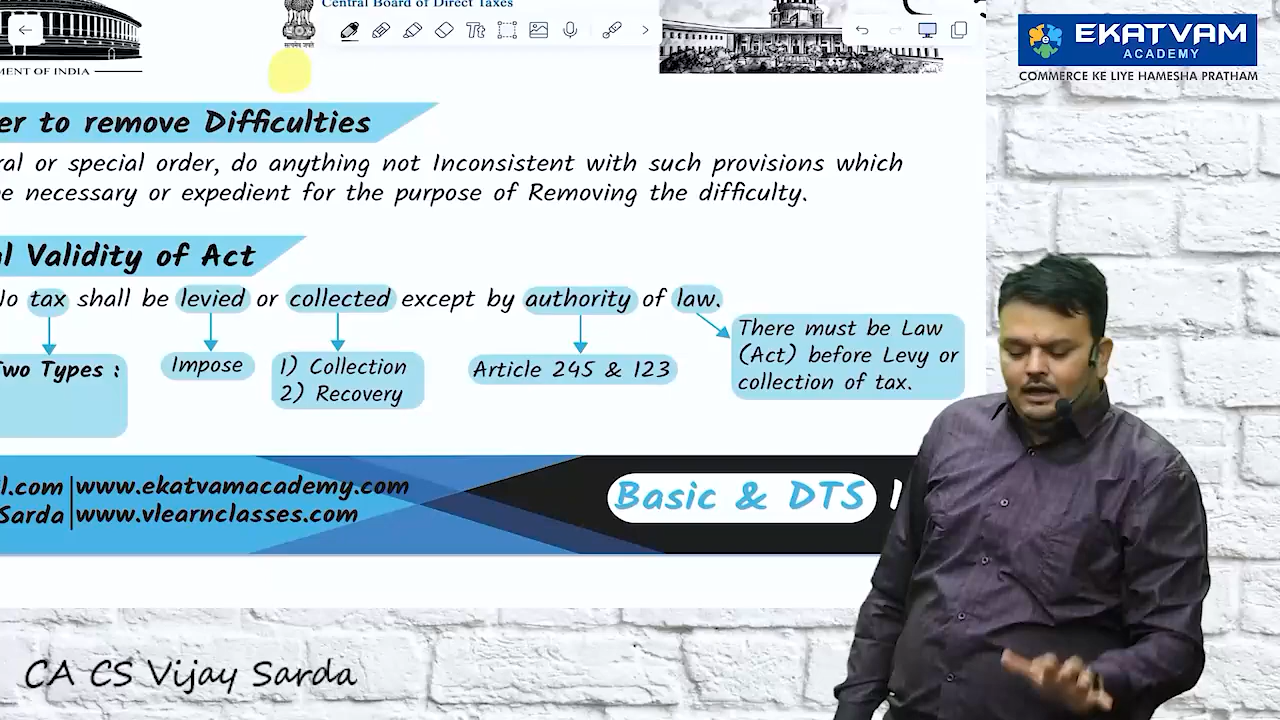 Central Board of Direct Taxes
सत्यमेव जयते
MENT OF INDIA
EKATVAM
ACADEMY
COMMERCE KE LIYE HAMESHA PRATHAM
er to remove Difficulties
ral or special order, do anything not Inconsistent with such provisions which
e necessary or expedient for the purpose of Removing the difficulty.
l Validity of Act
No tax shall be levied or collected except by authority of law.
Two Types :
Impose
1) Collection
2) Recovery
Article 245 & 123
There must be Law
(Act) before Levy or
collection of tax.
l.com | www.ekatvamacademy.com
Sarda | www.vlearnclasses.com
Basic & DTS
CA CS Vijay Sarda